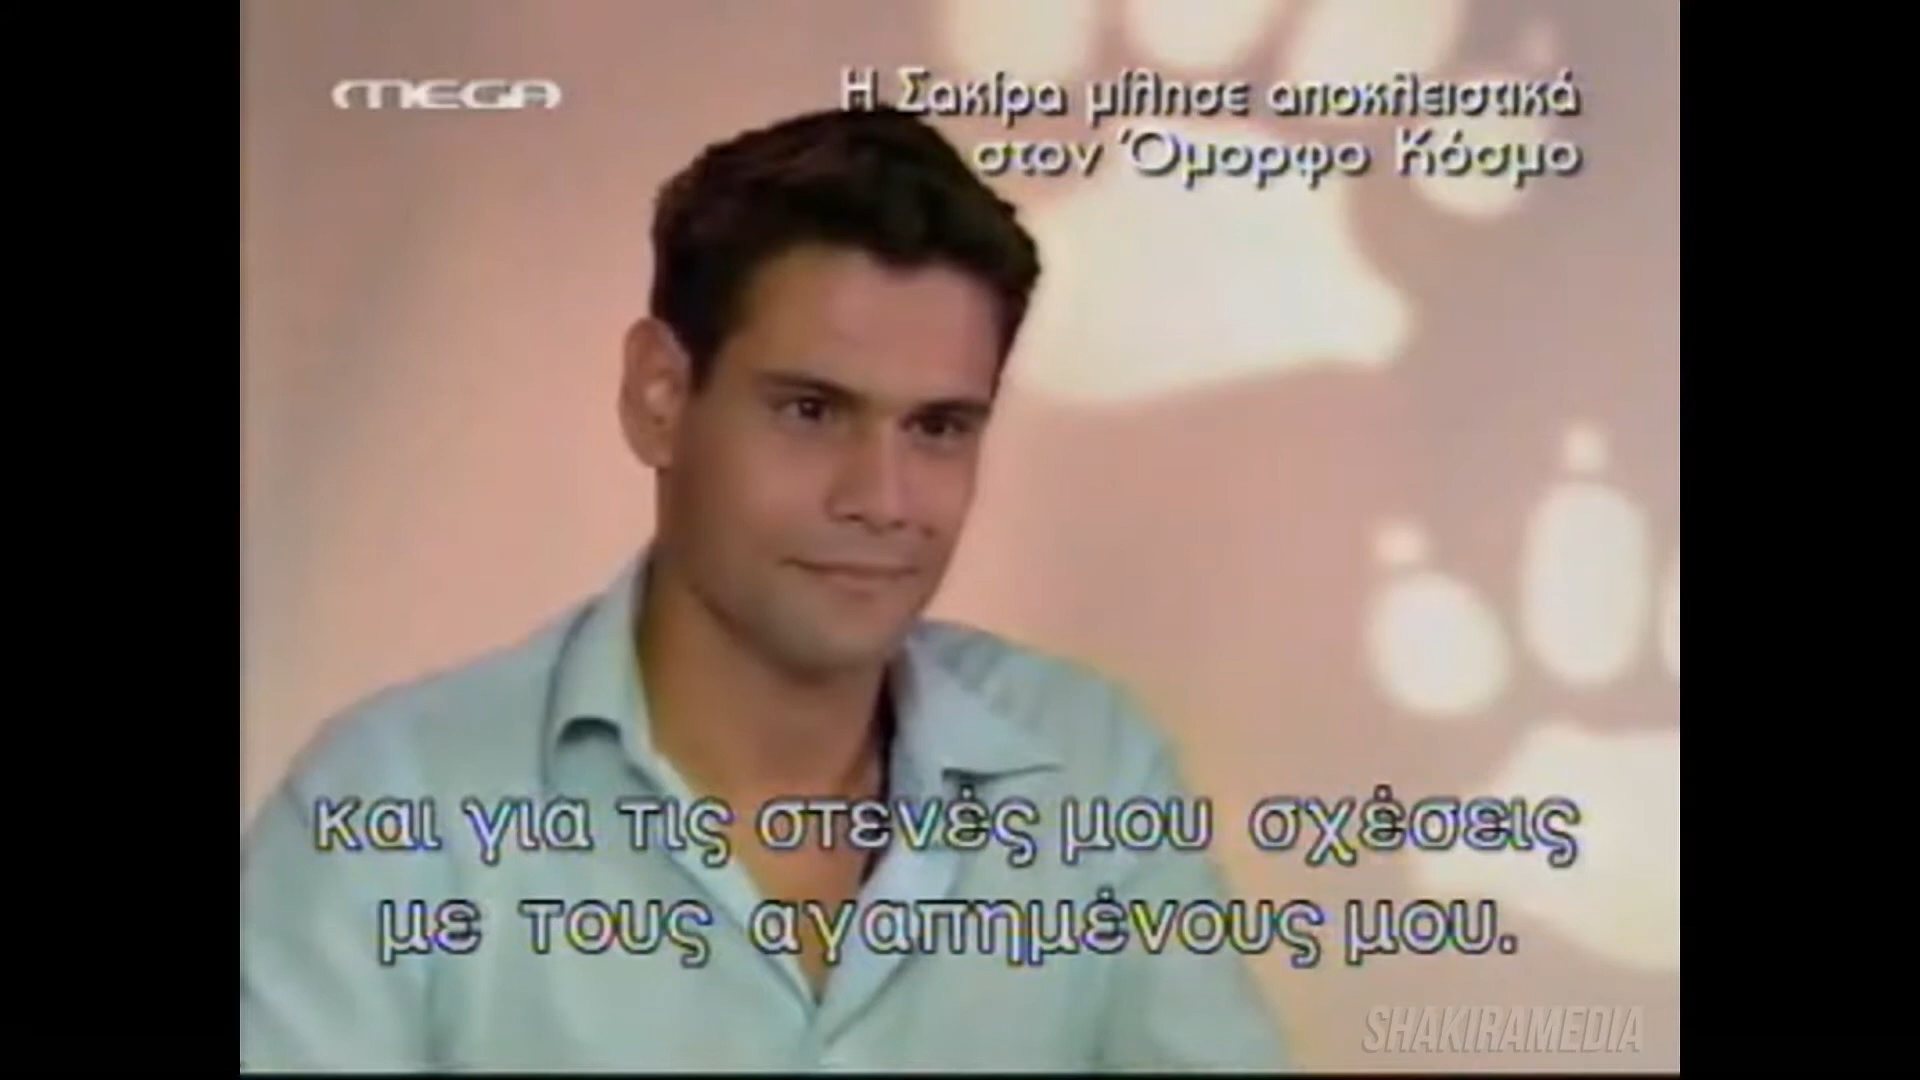 MEGA
Η Σακίρα μίλησε αποκλειστικά
στον Όμορφο Κόσμο
και για τις στενές μου σχέσεις
με τους αγαπημένους μου.
SHAKIRAMEDIA